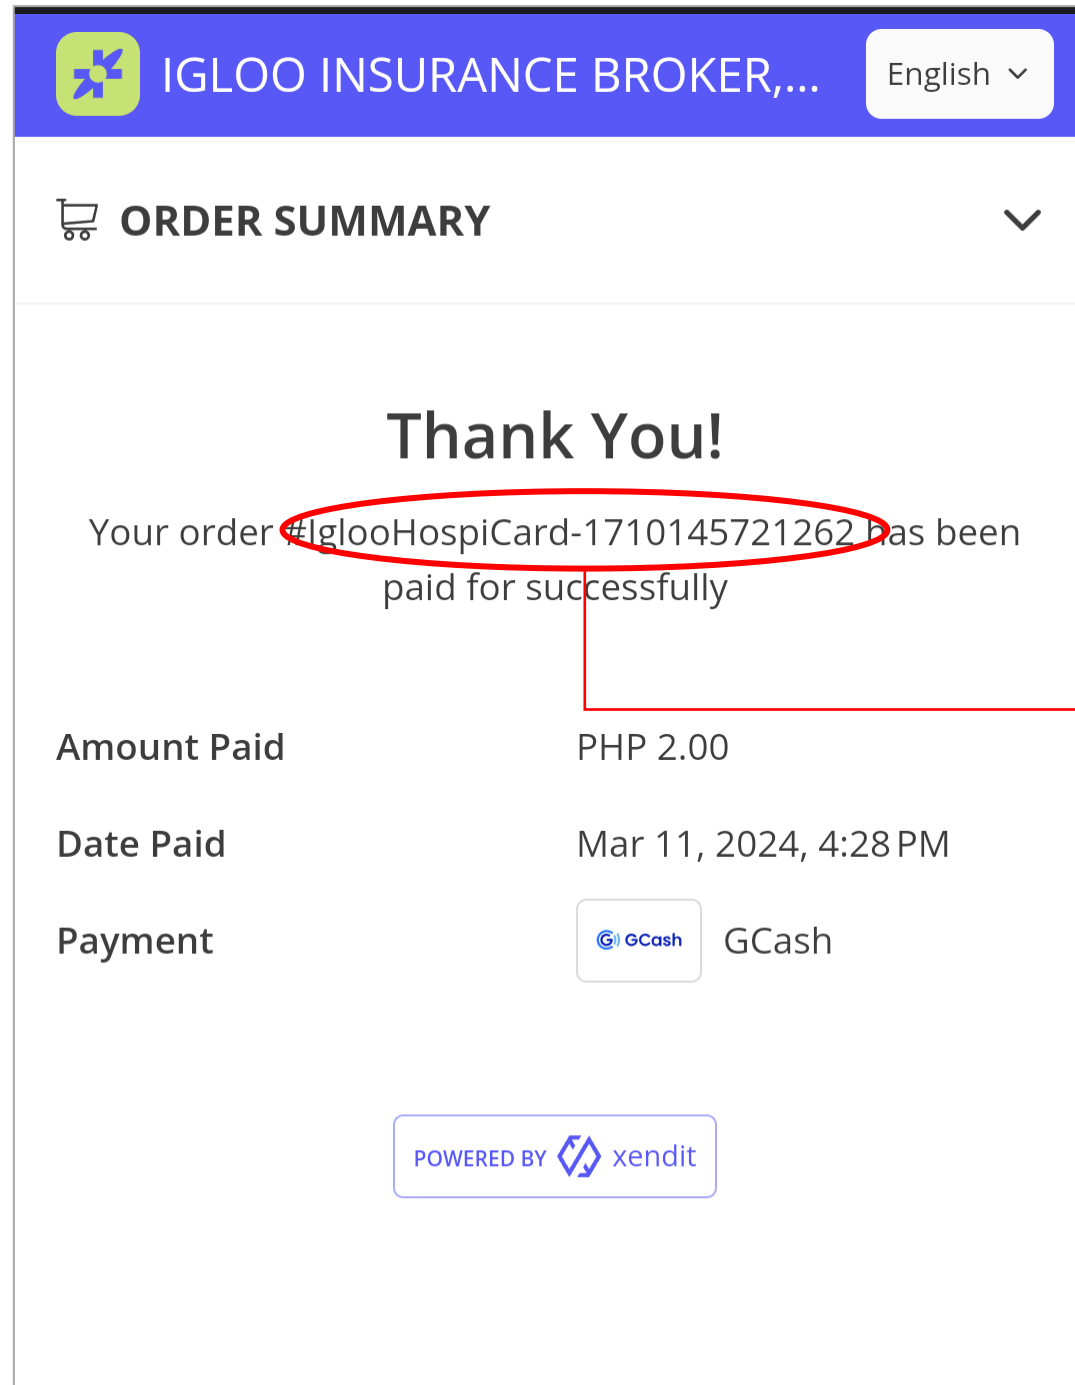 IGLOO INSURANCE BROKER,...
English
ORDER SUMMARY
Thank You!
Your order #IglooHospiCard-1710145721262 has been
paid for successfully
Amount Paid PHP 2.00
Date Paid Mar 11, 2024, 4:28 PM
Payment GCash GCash
POWERED BY xendit